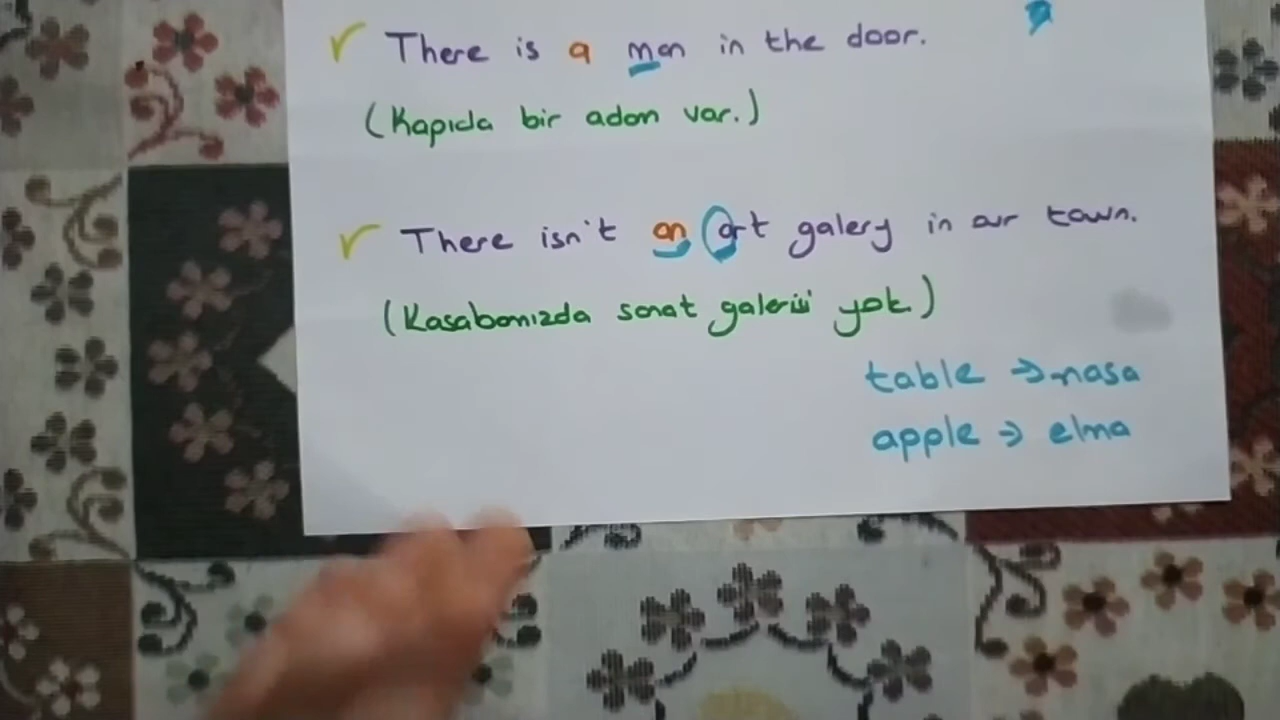 There is a man in the door.
(Kapıda bir adam var.)
There isn't an art galery in our town.
(Kasabamızda sanat galerisi yok.)
table → masa
apple → elma